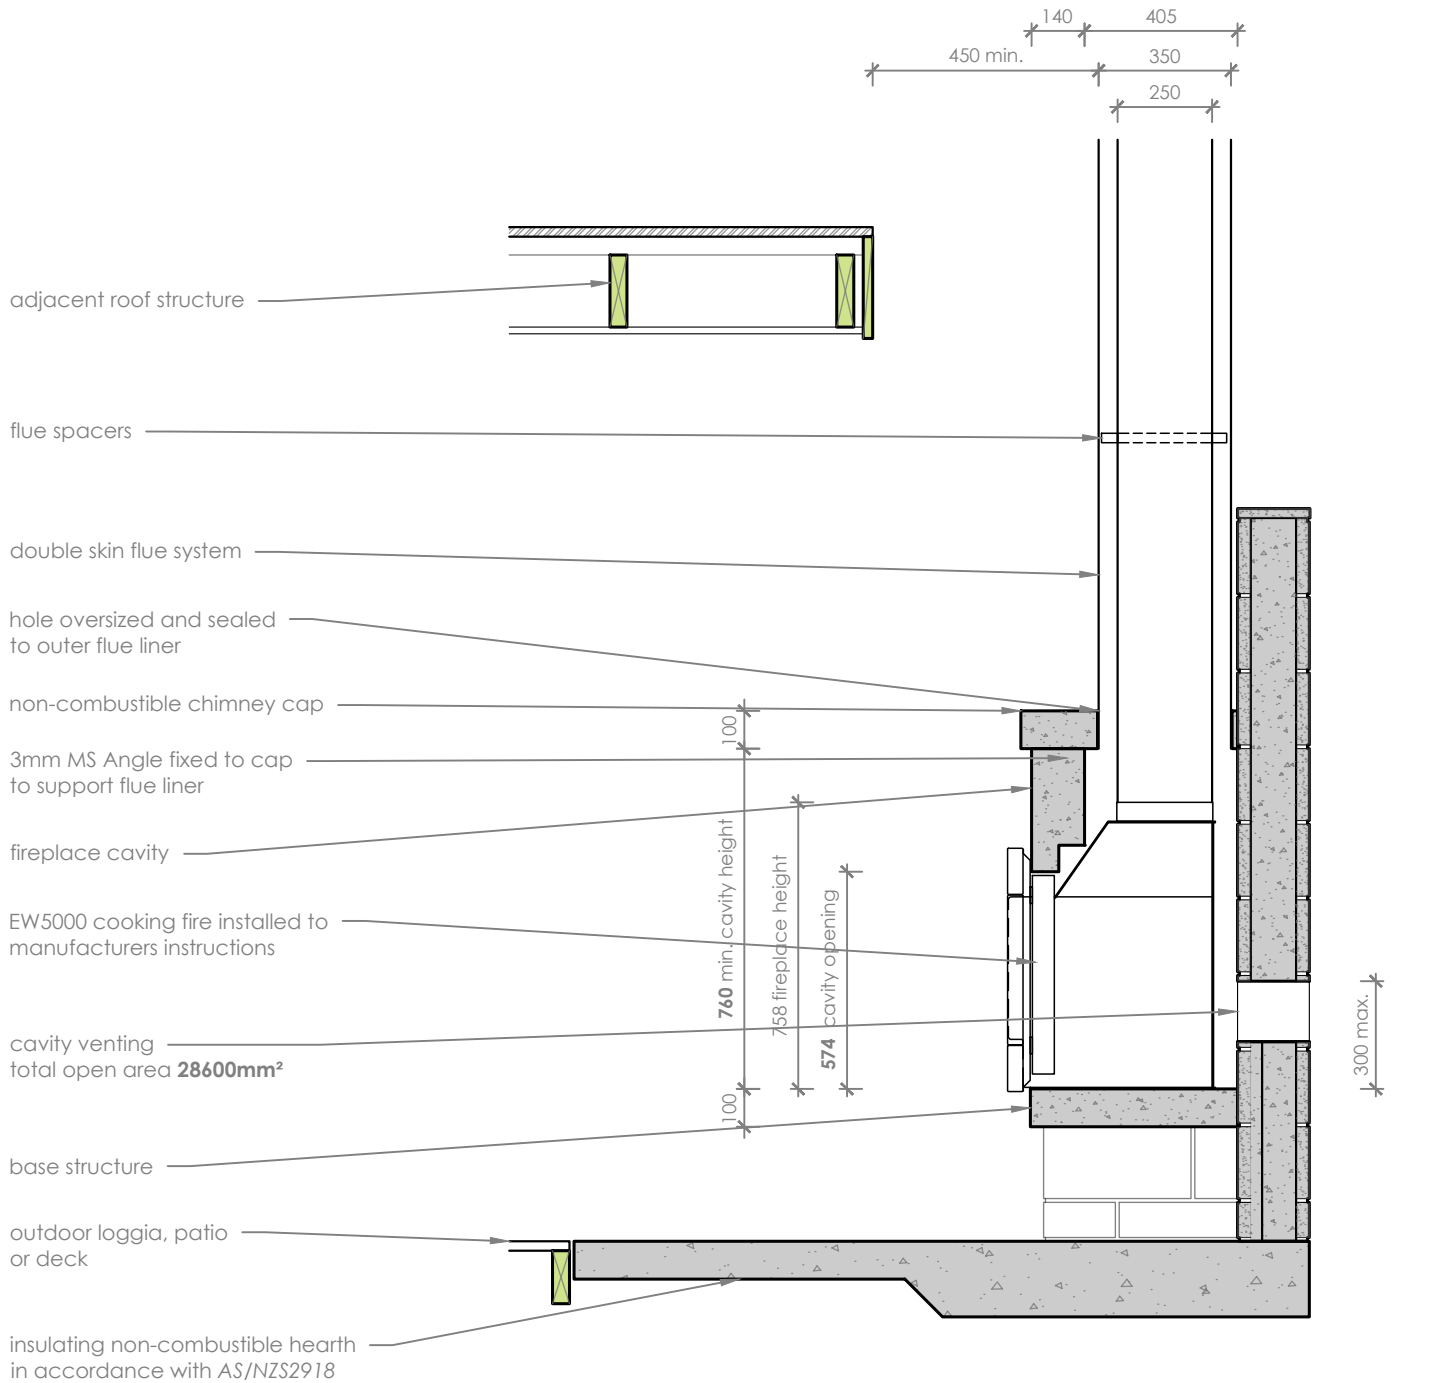 140
405
450 min.
350
250
adjacent roof structure
flue spacers
double skin flue system
hole oversized and sealed
to outer flue liner
non-combustible chimney cap
100
3mm MS Angle fixed to cap
to support flue liner
fireplace cavity
760 min. cavity height
758 fireplace height
574 cavity opening
EW5000 cooking fire installed to
manufacturers instructions
300 max.
cavity venting
total open area 28600mm²
100
base structure
outdoor loggia, patio
or deck
insulating non-combustible hearth
in accordance with AS/NZS2918